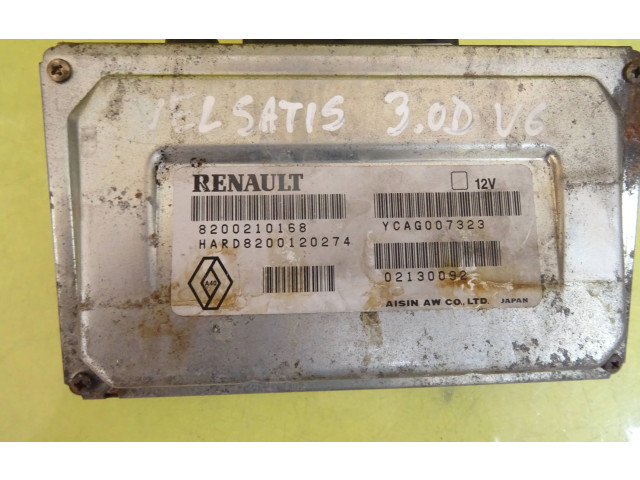 VELSATIS 3.0D V6
RENAULT
12V
8200210168
YCAG007323
HARD8200120274
02130092
AISIN AW CO., LTD. JAPAN